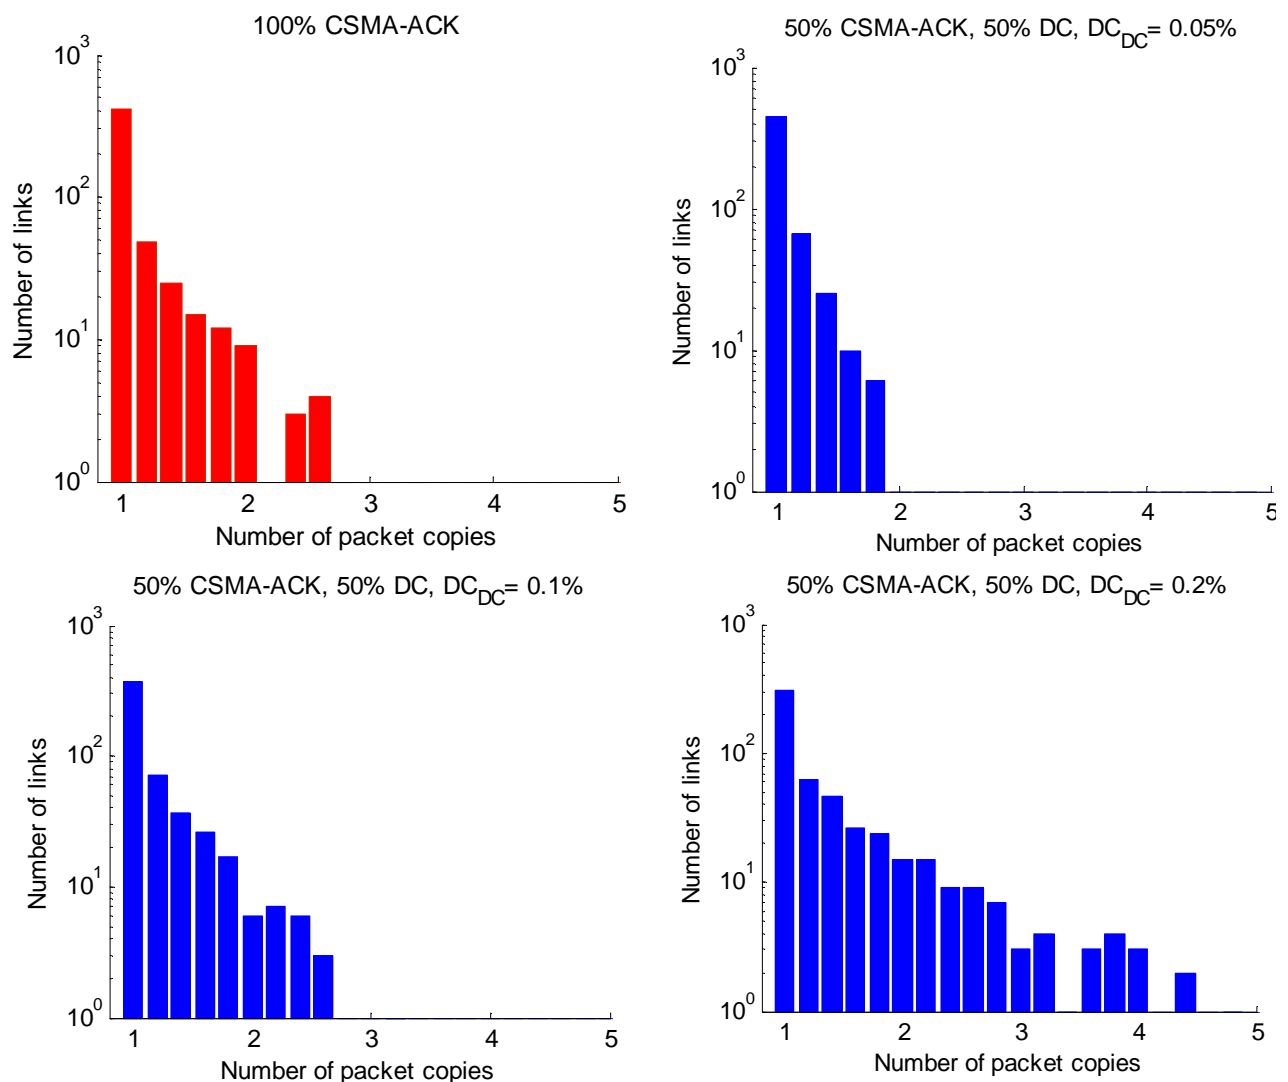 100% CSMA-ACK
10^3
10^2
10^1
10^0
Number of links
1 2 3 4 5
Number of packet copies
50% CSMA-ACK, 50% DC, DC_DC= 0.05%
10^3
10^2
10^1
10^0
Number of links
1 2 3 4 5
Number of packet copies
50% CSMA-ACK, 50% DC, DC_DC= 0.1%
10^3
10^2
10^1
10^0
Number of links
1 2 3 4 5
Number of packet copies
50% CSMA-ACK, 50% DC, DC_DC= 0.2%
10^3
10^2
10^1
10^0
Number of links
1 2 3 4 5
Number of packet copies